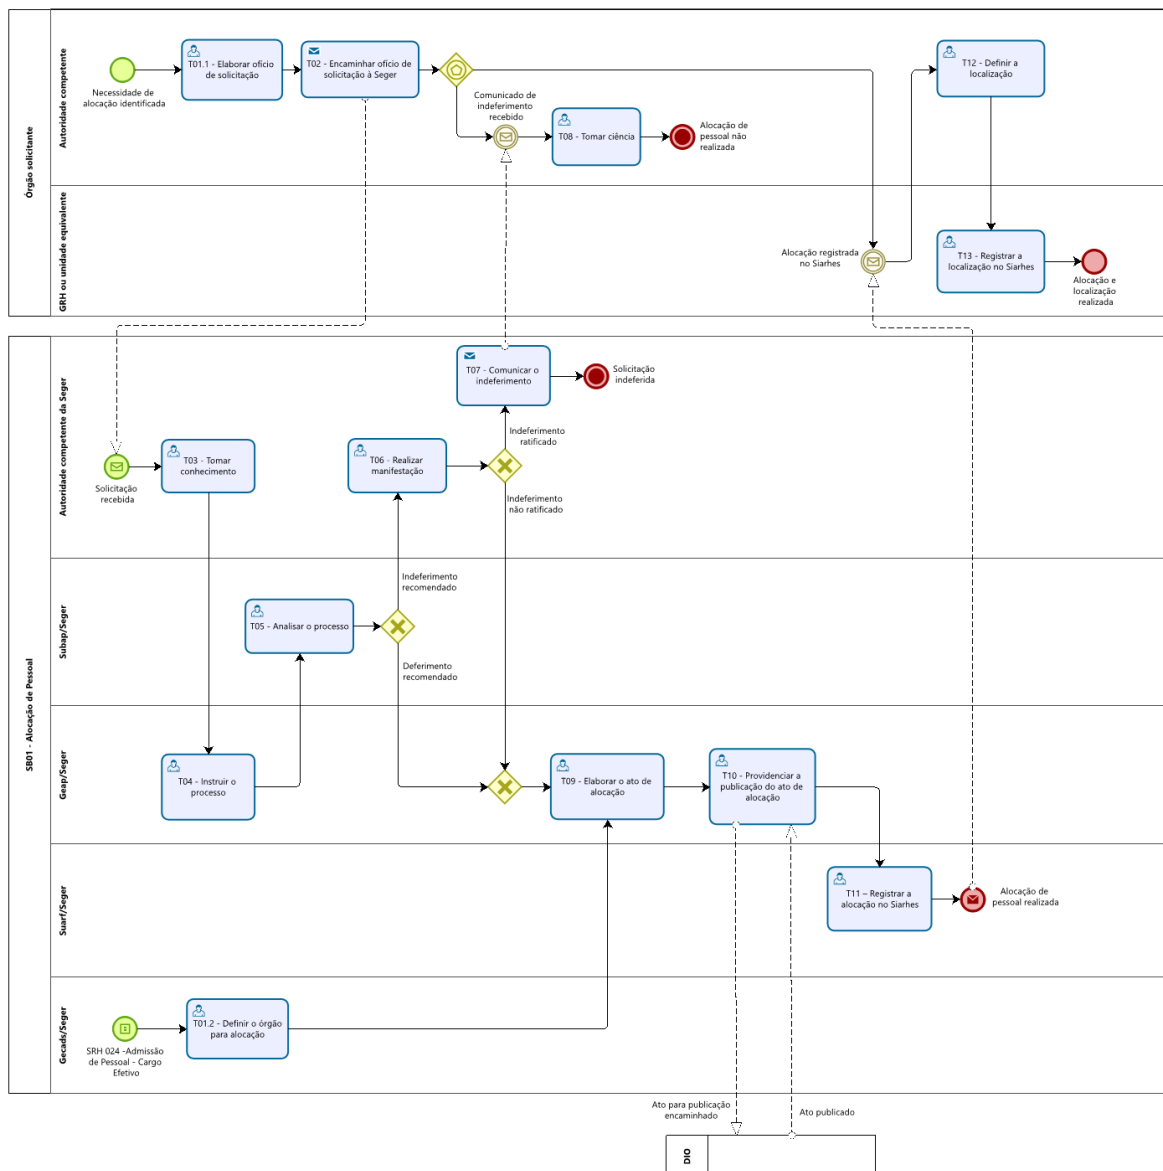 Órgão solicitante
Autoridade competente
Necessidade de
alocação identificada
T01.1 - Elaborar ofício
de solicitação
T02 - Encaminhar ofício de
solicitação à Seger
Comunicado de
indeferimento
recebido
T08 - Tomar ciência
Alocação de
pessoal não
realizada
T12 - Definir a
localização
GRH ou unidade equivalente
Alocação registrada
no Siarhes
T13 - Registrar a
localização no Siarhes
Alocação e
localização
realizada
SB01 - Alocação de Pessoal
Autoridade competente da Seger
Solicitação
recebida
T03 - Tomar
conhecimento
T06 - Realizar
manifestação
T07 - Comunicar o
indeferimento
Solicitação
indeferida
Indeferimento
ratificado
Indeferimento
não ratificado
Subap/Seger
T05 - Analisar o processo
Indeferimento
recomendado
Deferimento
recomendado
Geap/Seger
T04 - Instruir o
processo
T09 - Elaborar o ato de
alocação
T10 - Providenciar a
publicação do ato de
alocação
Suarf/Seger
T11 – Registrar a
alocação no Siarhes
Alocação de
pessoal realizada
Gecads/Seger
SRH 024 -Admissão
de Pessoal - Cargo
Efetivo
T01.2 - Definir o órgão
para alocação
Ato para publicação
encaminhado
Ato publicado
DIO